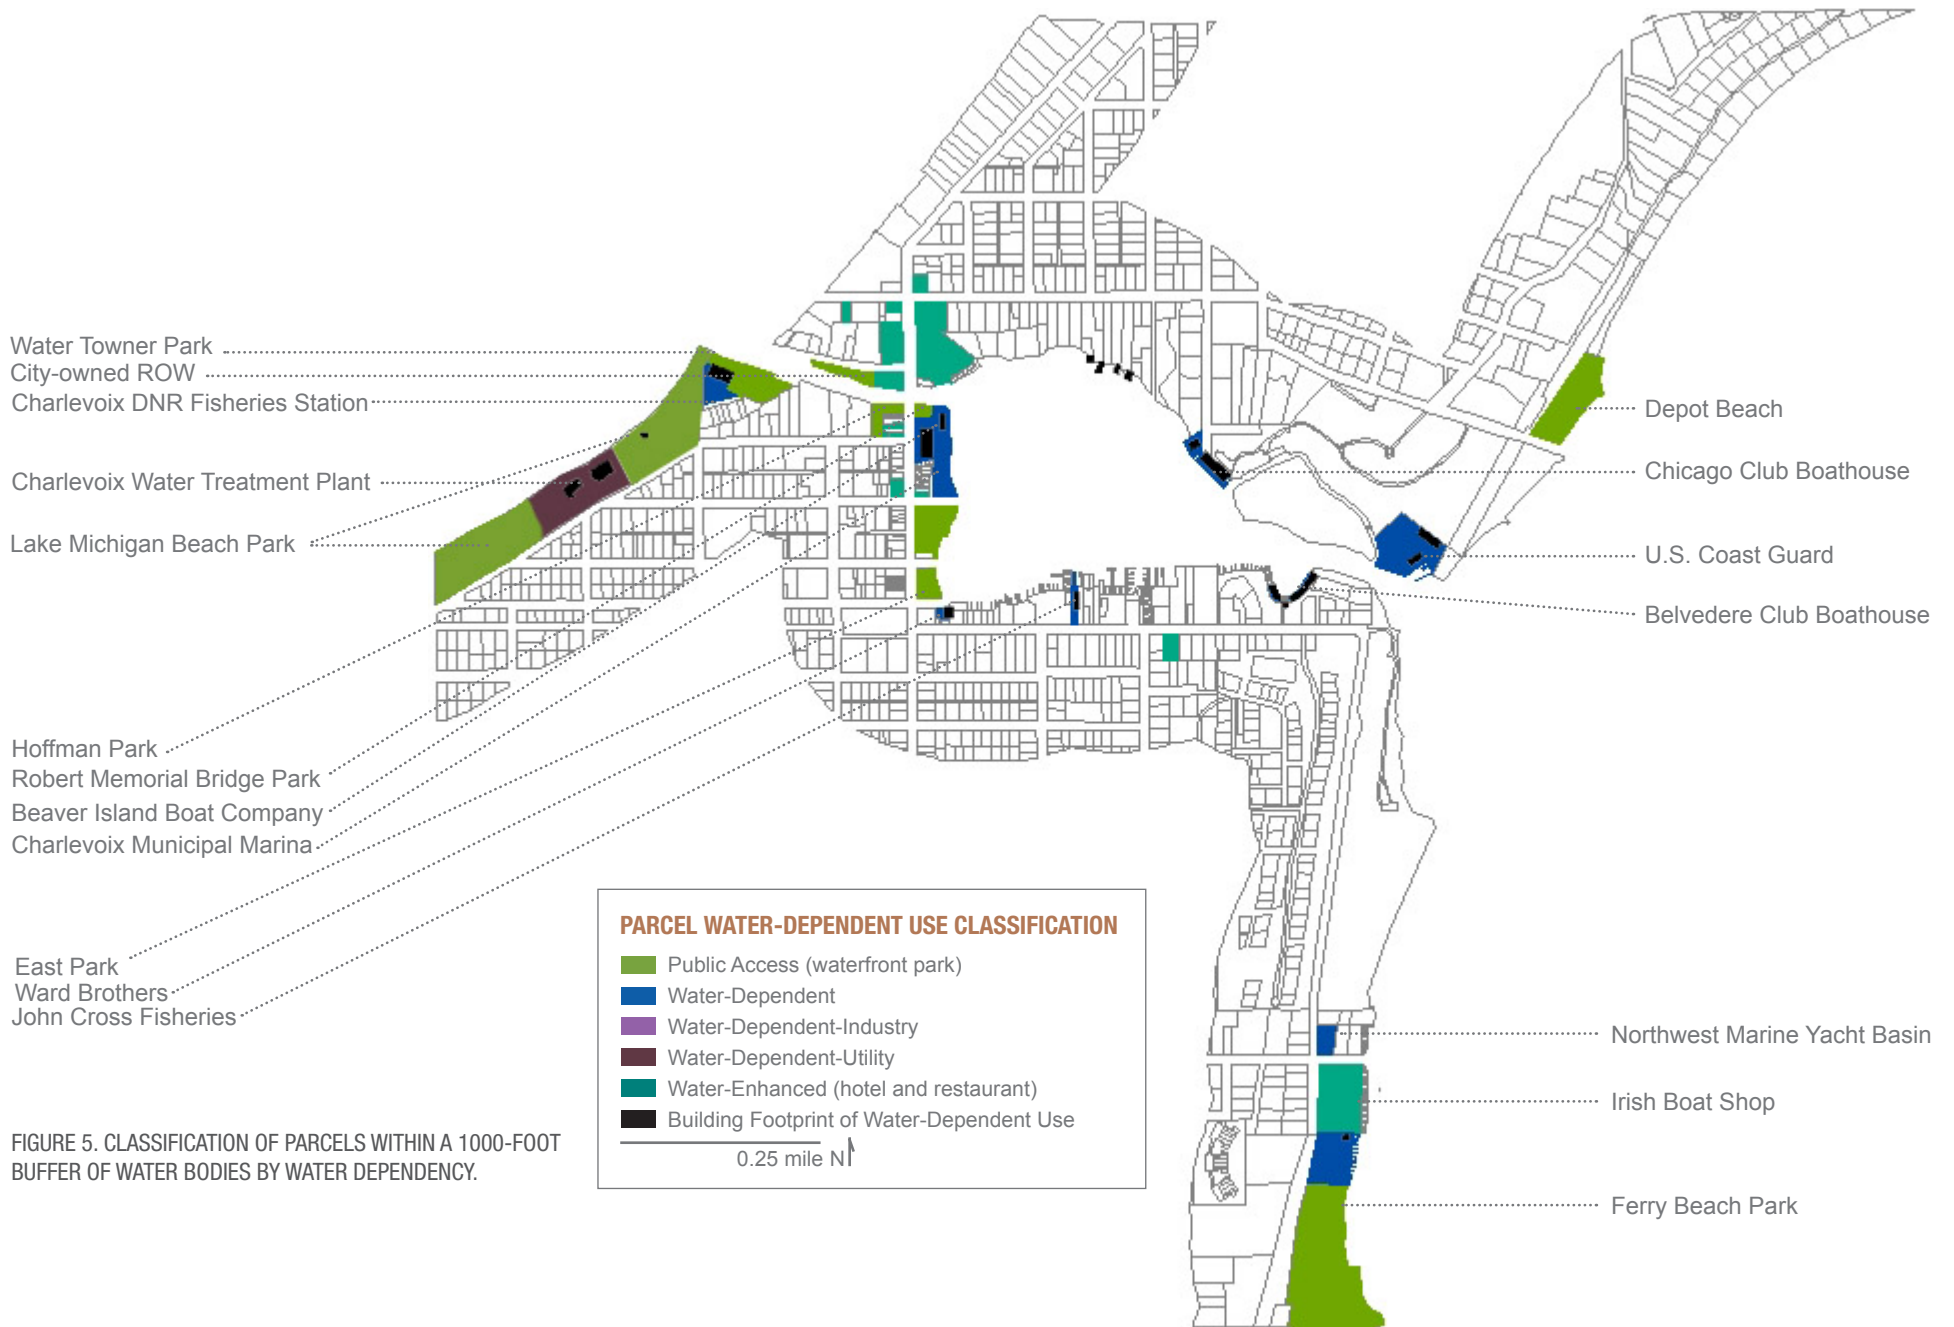 Water Towner Park
City-owned ROW
Charlevoix DNR Fisheries Station
Charlevoix Water Treatment Plant
Lake Michigan Beach Park
Hoffman Park
Robert Memorial Bridge Park
Beaver Island Boat Company
Charlevoix Municipal Marina
East Park
Ward Brothers
John Cross Fisheries
Depot Beach
Chicago Club Boathouse
U.S. Coast Guard
Belvedere Club Boathouse
Northwest Marine Yacht Basin
Irish Boat Shop
Ferry Beach Park
PARCEL WATER-DEPENDENT USE CLASSIFICATION
Public Access (waterfront park)
Water-Dependent
Water-Dependent-Industry
Water-Dependent-Utility
Water-Enhanced (hotel and restaurant)
Building Footprint of Water-Dependent Use
0.25 mile N
FIGURE 5. CLASSIFICATION OF PARCELS WITHIN A 1000-FOOT
BUFFER OF WATER BODIES BY WATER DEPENDENCY.